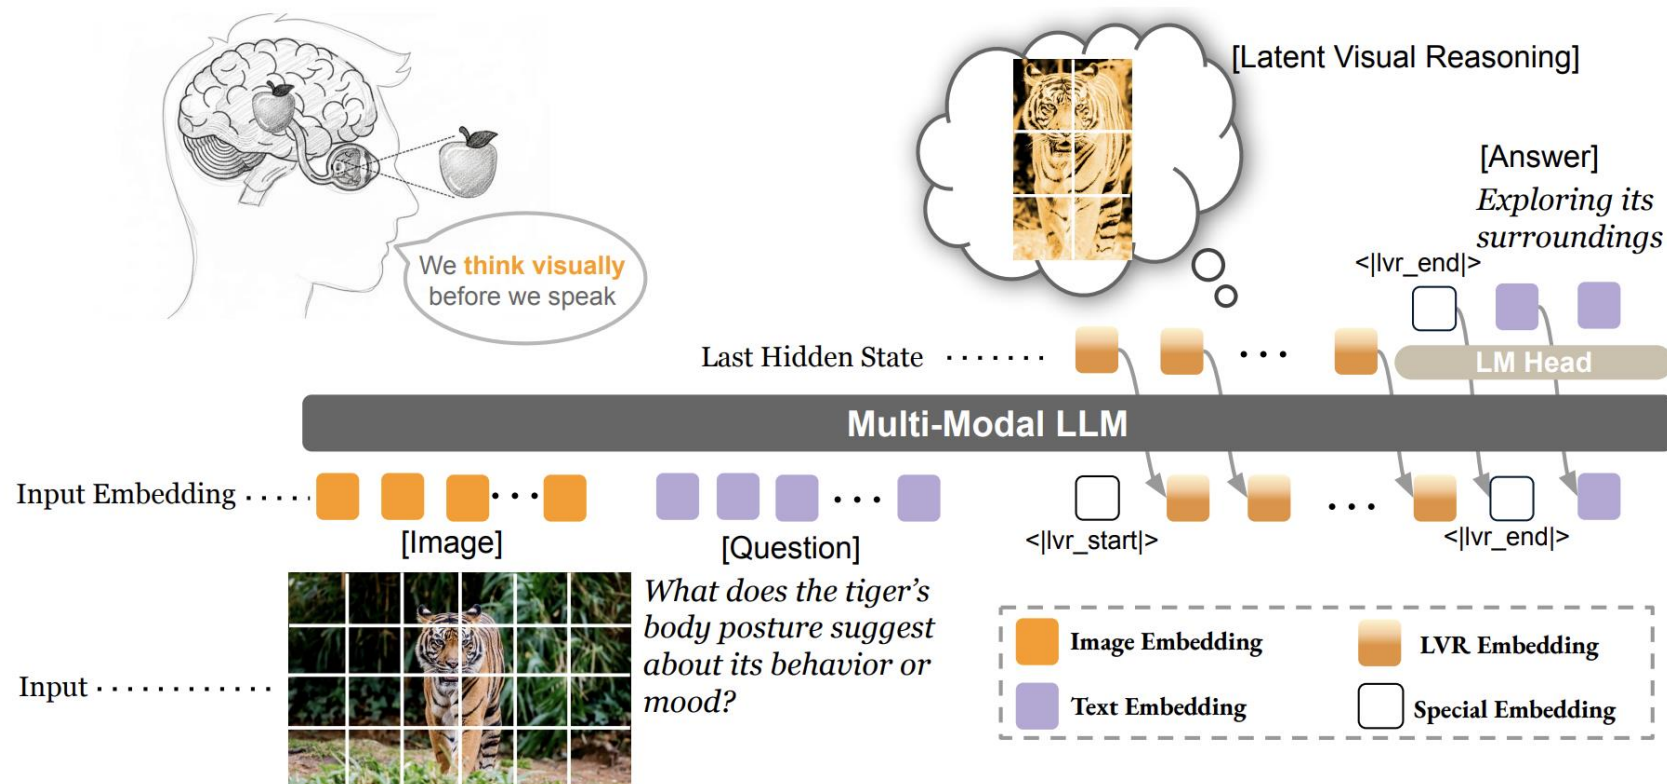 [Latent Visual Reasoning]
[Answer]
Exploring its
surroundings
We think visually
before we speak
<|lvr_end|>
Last Hidden State ······
LM Head
Multi-Modal LLM
Input Embedding ·····
[Image]
[Question]
<|lvr_start|>
<|lvr_end|>
What does the tiger's
body posture suggest
about its behavior or
mood?
Input ············
Image Embedding
LVR Embedding
Text Embedding
Special Embedding